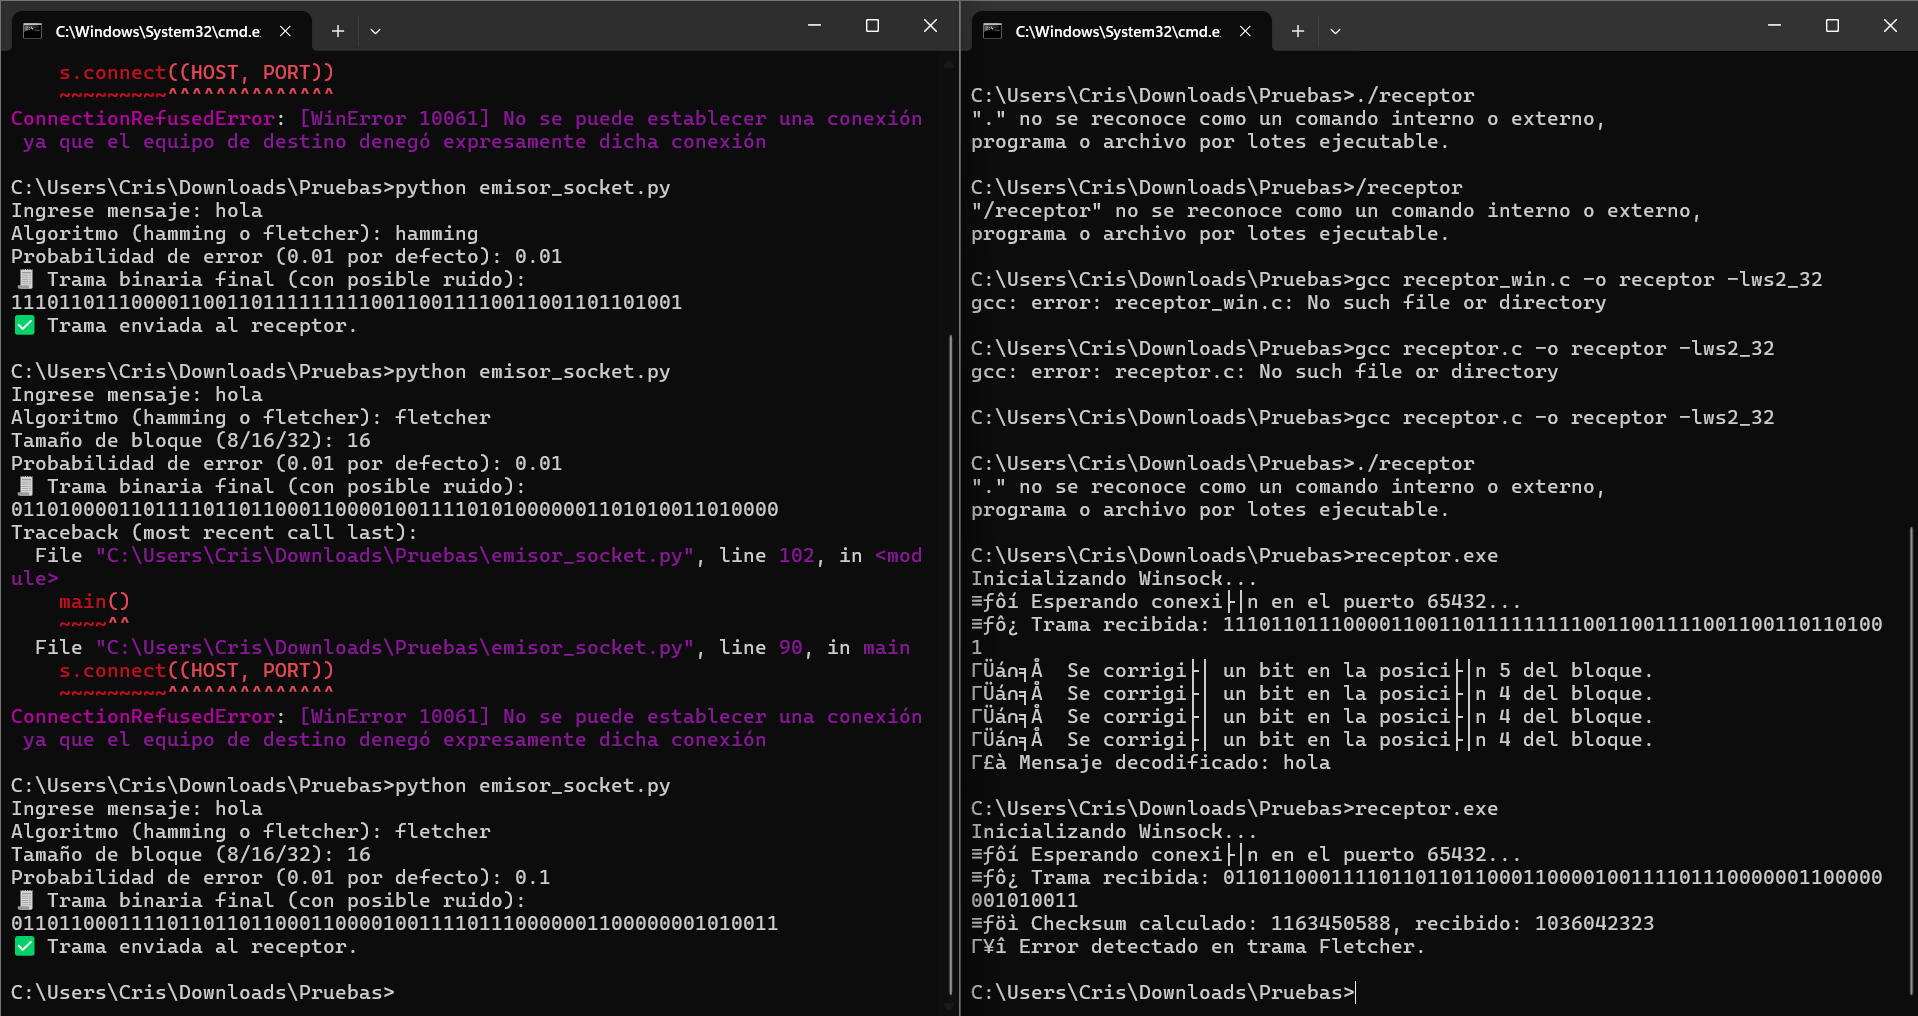 C:\Windows\System32\cmd.e
s.connect((HOST, PORT))
~~~~~~~~~^^^^^^^^^^^^^^
ConnectionRefusedError: [WinError 10061] No se puede establecer una conexión
ya que el equipo de destino denegó expresamente dicha conexión
C:\Users\Cris\Downloads\Pruebas>python emisor_socket.py
Ingrese mensaje: hola
Algoritmo (hamming o fletcher): hamming
Probabilidad de error (0.01 por defecto): 0.01
Trama binaria final (con posible ruido):
11101101110000110011011111111110011001111001100110110100​1
✅ Trama enviada al receptor.
C:\Users\Cris\Downloads\Pruebas>python emisor_socket.py
Ingrese mensaje: hola
Algoritmo (hamming o fletcher): fletcher
Tamaño de bloque (8/16/32): 16
Probabilidad de error (0.01 por defecto): 0.01
Trama binaria final (con posible ruido):
0110100001101111011011000110000100111101010000001101010011010000
Traceback (most recent call last):
File "C:\Users\Cris\Downloads\Pruebas\emisor_socket.py", line 102, in <mod
ule>
main()
~~~~^^
File "C:\Users\Cris\Downloads\Pruebas\emisor_socket.py", line 90, in main
s.connect((HOST, PORT))
~~~~~~~~~^^^^^^^^^^^^^^
ConnectionRefusedError: [WinError 10061] No se puede establecer una conexión
ya que el equipo de destino denegó expresamente dicha conexión
C:\Users\Cris\Downloads\Pruebas>python emisor_socket.py
Ingrese mensaje: hola
Algoritmo (hamming o fletcher): fletcher
Tamaño de bloque (8/16/32): 16
Probabilidad de error (0.01 por defecto): 0.1
Trama binaria final (con posible ruido):
0110110001111011011011000110000100111101110000001100000001010011
✅ Trama enviada al receptor.
C:\Users\Cris\Downloads\Pruebas>
C:\Windows\System32\cmd.e
C:\Users\Cris\Downloads\Pruebas>./receptor
"." no se reconoce como un comando interno o externo,
programa o archivo por lotes ejecutable.
C:\Users\Cris\Downloads\Pruebas>/receptor
"/receptor" no se reconoce como un comando interno o externo,
programa o archivo por lotes ejecutable.
C:\Users\Cris\Downloads\Pruebas>gcc receptor_win.c -o receptor -lws2_32
gcc: error: receptor_win.c: No such file or directory
C:\Users\Cris\Downloads\Pruebas>gcc receptor.c -o receptor -lws2_32
gcc: error: receptor.c: No such file or directory
C:\Users\Cris\Downloads\Pruebas>gcc receptor.c -o receptor -lws2_32
C:\Users\Cris\Downloads\Pruebas>./receptor
"." no se reconoce como un comando interno o externo,
programa o archivo por lotes ejecutable.
C:\Users\Cris\Downloads\Pruebas>receptor.exe
Inicializando Winsock...
≡ƒôí Esperando conexi├│n en el puerto 65432...
≡ƒô¿ Trama recibida: 1110110111000011001101111111111001100111100110011011010​0
1
ΓÜá∩╕Å  Se corrigi├│ un bit en la posici├│n 5 del bloque.
ΓÜá∩╕Å  Se corrigi├│ un bit en la posici├│n 4 del bloque.
ΓÜá∩╕Å  Se corrigi├│ un bit en la posici├│n 4 del bloque.
ΓÜá∩╕Å  Se corrigi├│ un bit en la posici├│n 4 del bloque.
Γ£à Mensaje decodificado: hola
C:\Users\Cris\Downloads\Pruebas>receptor.exe
Inicializando Winsock...
≡ƒôí Esperando conexi├│n en el puerto 65432...
≡ƒô¿ Trama recibida: 0110110001111011011011000110000100111101110000001100000
001010011
≡ƒöì Checksum calculado: 1163450588, recibido: 1036042323
Γ¥î Error detectado en trama Fletcher.
C:\Users\Cris\Downloads\Pruebas>